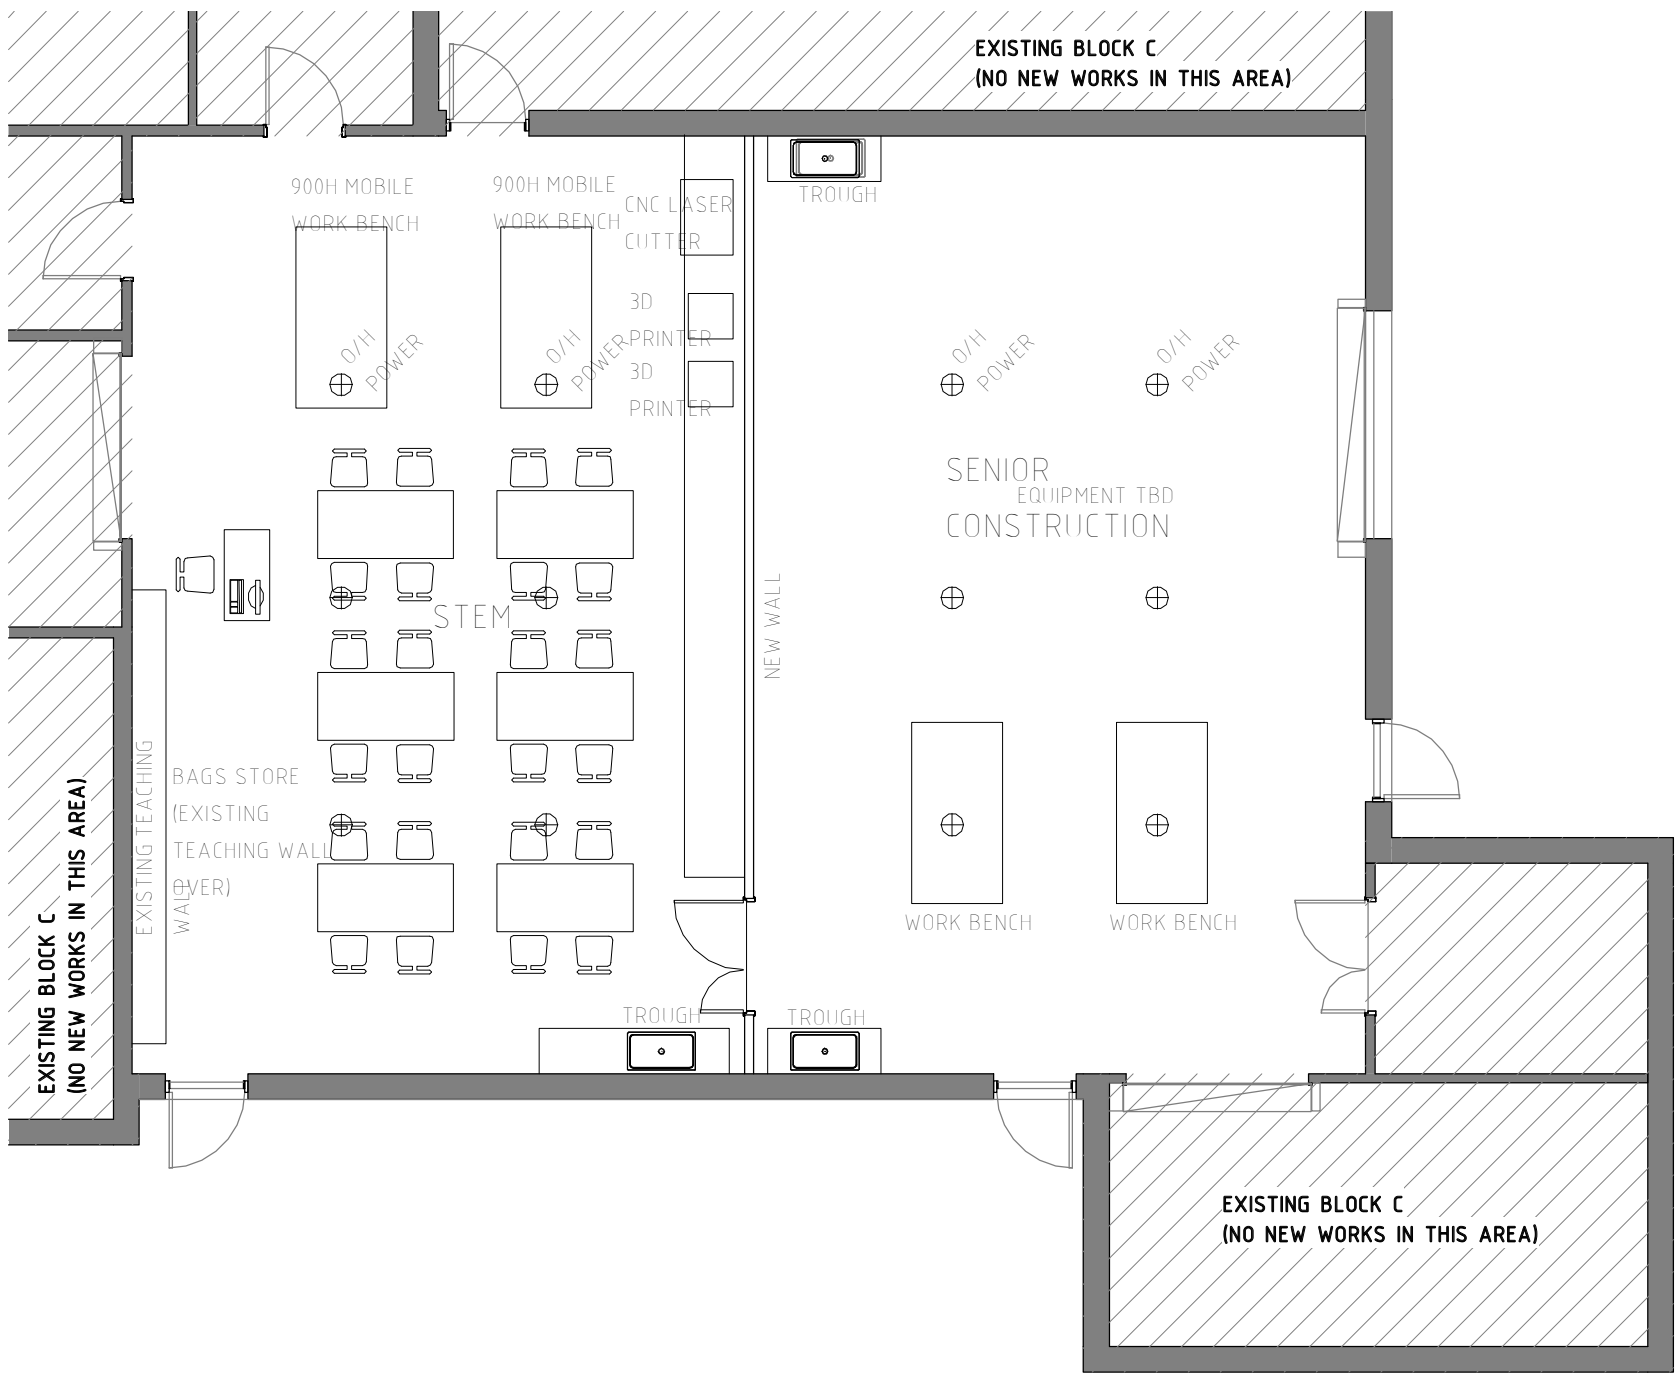 EXISTING BLOCK C
(NO NEW WORKS IN THIS AREA)
900H MOBILE
WORK BENCH
900H MOBILE
WORK BENCH
CNC LASER
CUTTER
TROUGH
3D
PRINTER
3D
PRINTER
O/H
POWER
O/H
POWER
O/H
POWER
O/H
POWER
SENIOR
EQUIPMENT TBD
CONSTRUCTION
STEM
NEW WALL
EXISTING TEACHING
WALL
BAGS STORE
(EXISTING
TEACHING WALL
OVER)
EXISTING BLOCK C
(NO NEW WORKS IN THIS AREA)
WORK BENCH
WORK BENCH
TROUGH
TROUGH
EXISTING BLOCK C
(NO NEW WORKS IN THIS AREA)